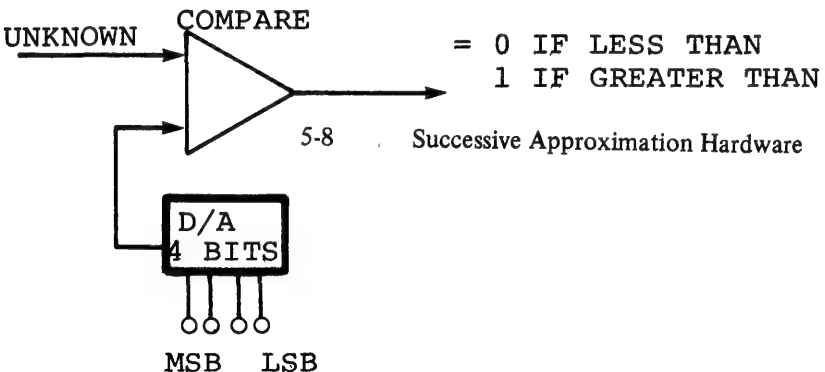 COMPARE
UNKNOWN
= 0 IF LESS THAN
1 IF GREATER THAN
5-8 Successive Approximation Hardware
D/A
4 BITS
MSB LSB